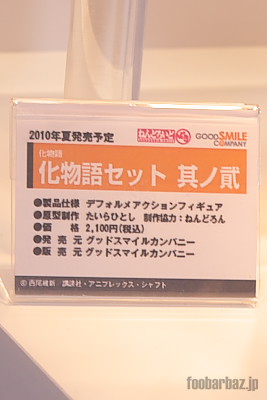 2010年夏発売予定
ねんどろいど
GOOD SMILE COMPANY
化物語
化物語セット 其ノ貮
●製品仕様 デフォルメアクションフィギュア
●原型制作 たいらひとし 制作協力:ねんどろん
●価　　格 2,100円(税込)
●発 売 元 グッドスマイルカンパニー
●販 売 元 グッドスマイルカンパニー
© 西尾維新／講談社・アニプレックス・シャフト
foobarbaz.jp